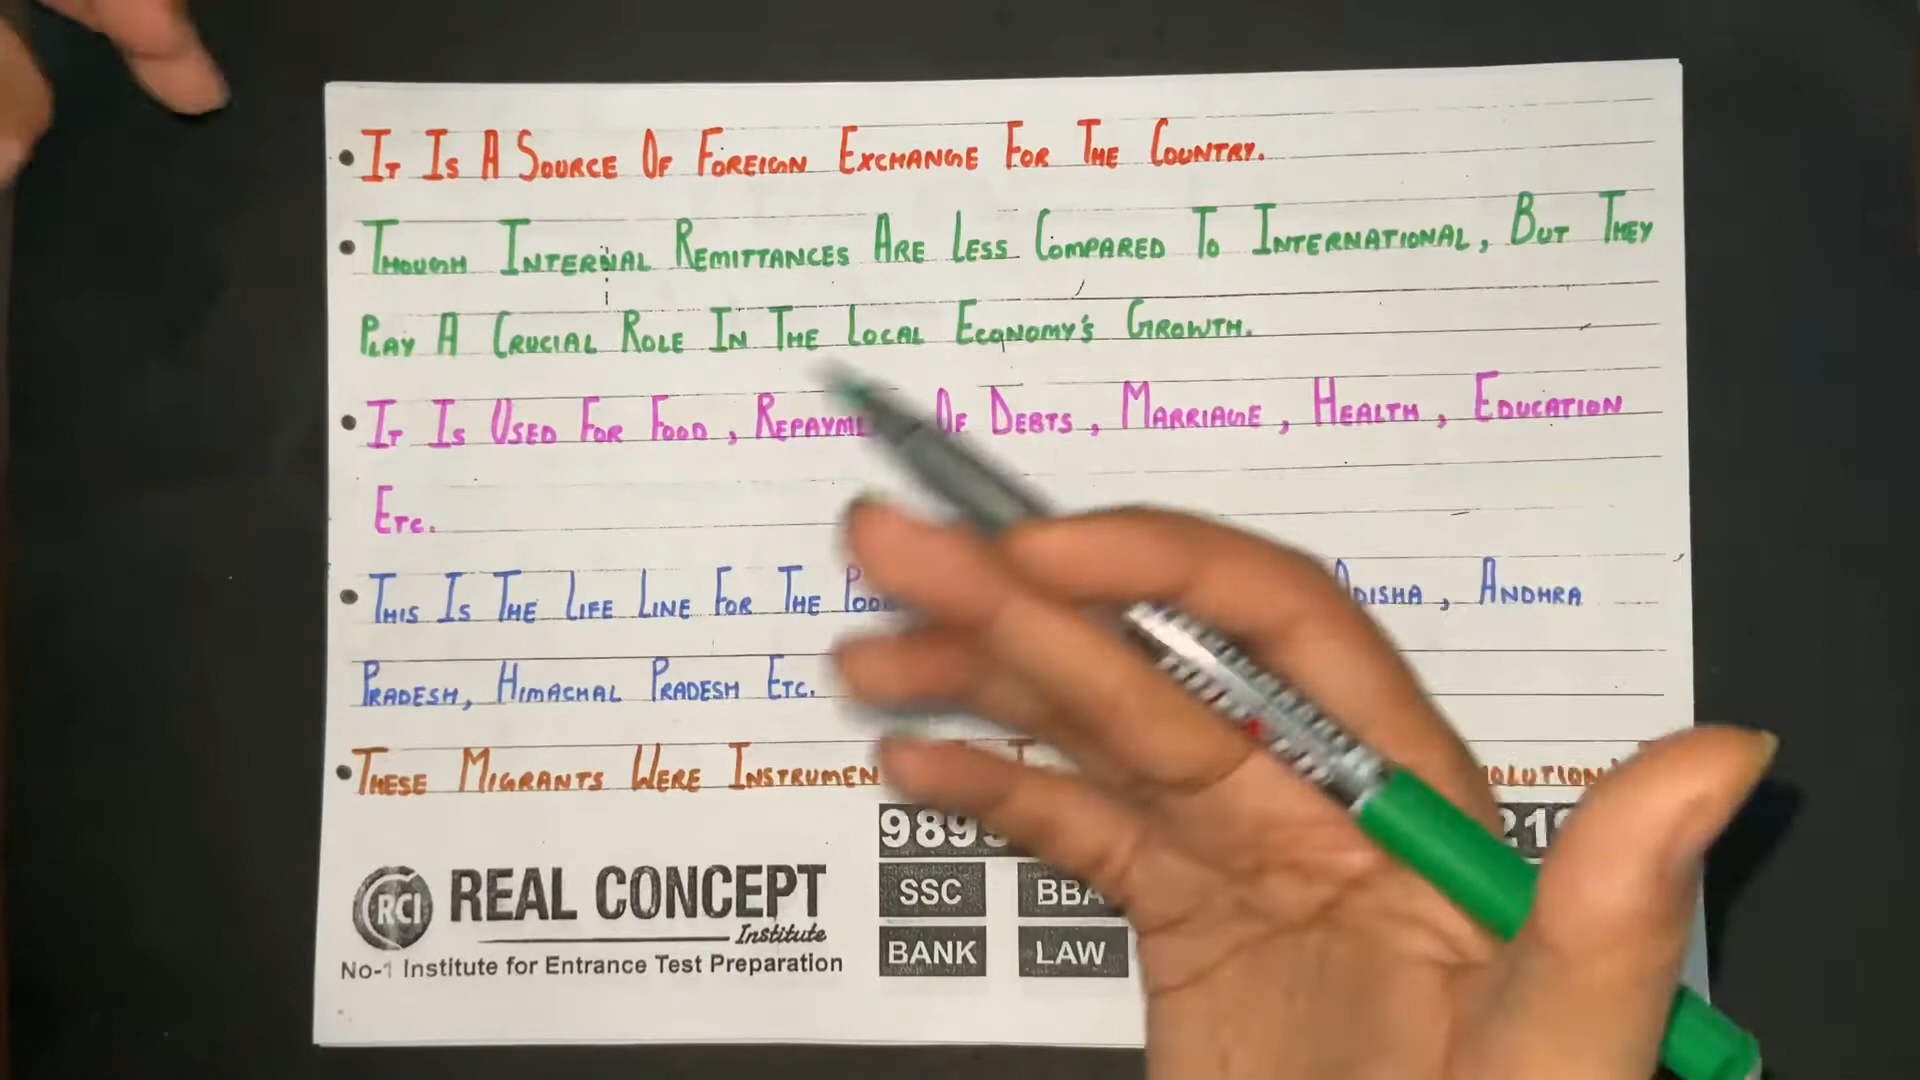 • It Is A Source Of Foreign Exchange For The Country.
• Though Internal Remittances Are Less Compared To International, But They
Play A Crucial Role In The Local Economy's Growth.
• It Is Used For Food, Of Debts, Marriage, Health, Education
Etc.
• This Is The Life Line For The , Andhra
Pradesh, Himachal Pradesh Etc.
• These Migrants Were
SSC
RCI REAL CONCEPT
Institute
BANK LAW
No-1 Institute for Entrance Test Preparation